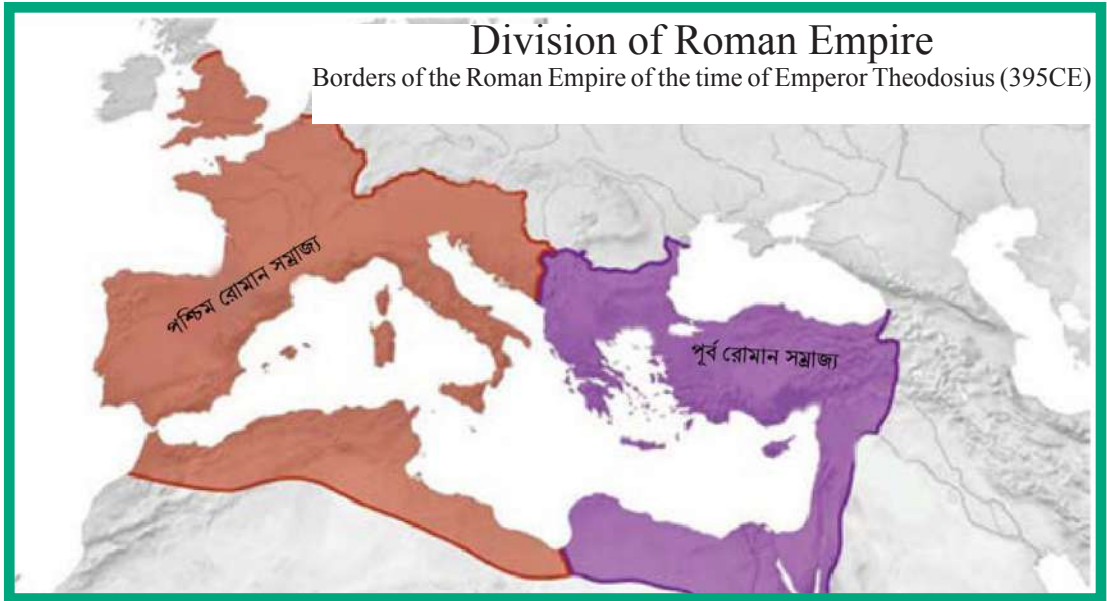 Division of Roman Empire
Borders of the Roman Empire of the time of Emperor Theodosius (395CE)
পশ্চিম রোমান সম্রাজ্য
পূর্ব রোমান সম্রাজ্য